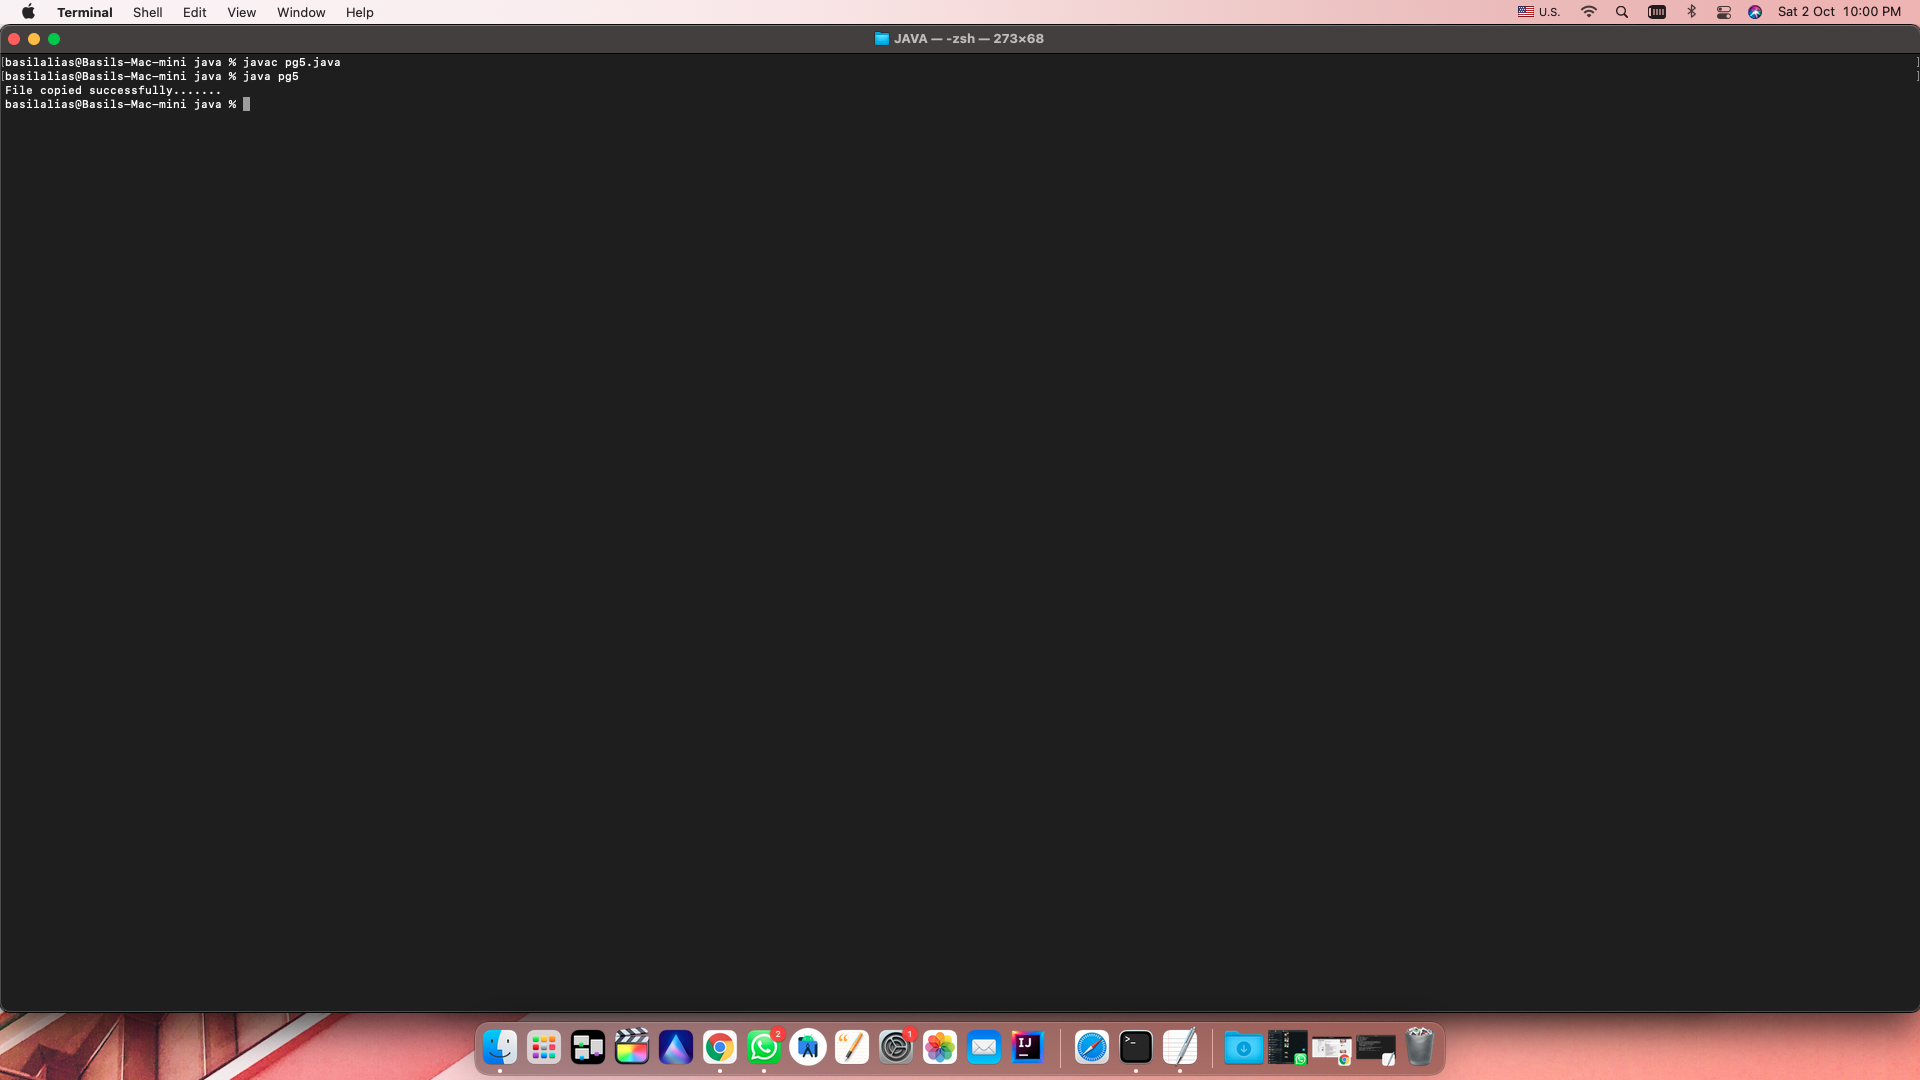 Terminal Shell Edit View Window Help U.S. Sat 2 Oct 10:00 PM
JAVA — -zsh — 273×68
[basilalias@Basils-Mac-mini java % javac pg5.java ]
[basilalias@Basils-Mac-mini java % java pg5 ]
File copied successfully.......
basilalias@Basils-Mac-mini java %
2
1
IJ
>_